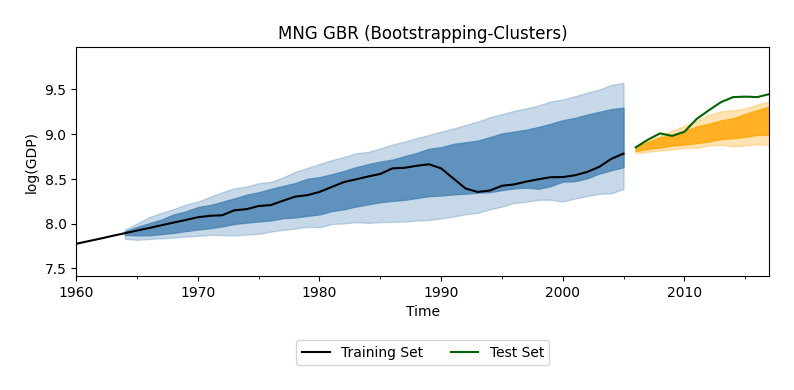 MNG GBR (Bootstrapping-Clusters)
9.5
9.0
8.5
8.0
7.5
log(GDP)
1960 1970 1980 1990 2000 2010
Time
Training Set Test Set